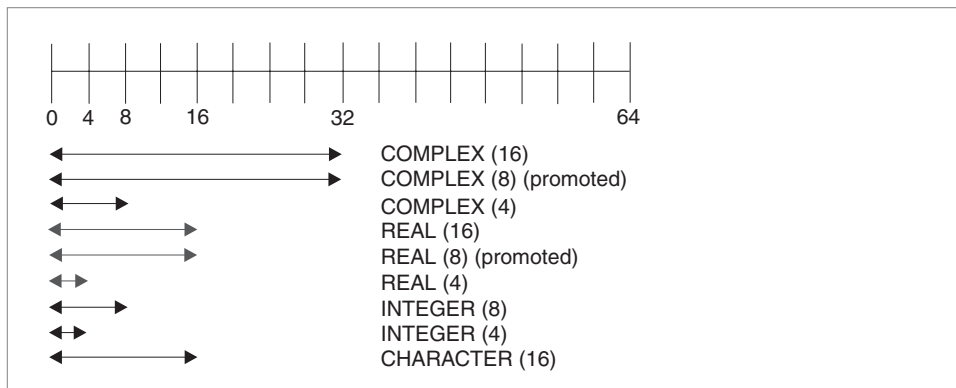 0 4 8 16 32 64
COMPLEX (16)
COMPLEX (8) (promoted)
COMPLEX (4)
REAL (16)
REAL (8) (promoted)
REAL (4)
INTEGER (8)
INTEGER (4)
CHARACTER (16)